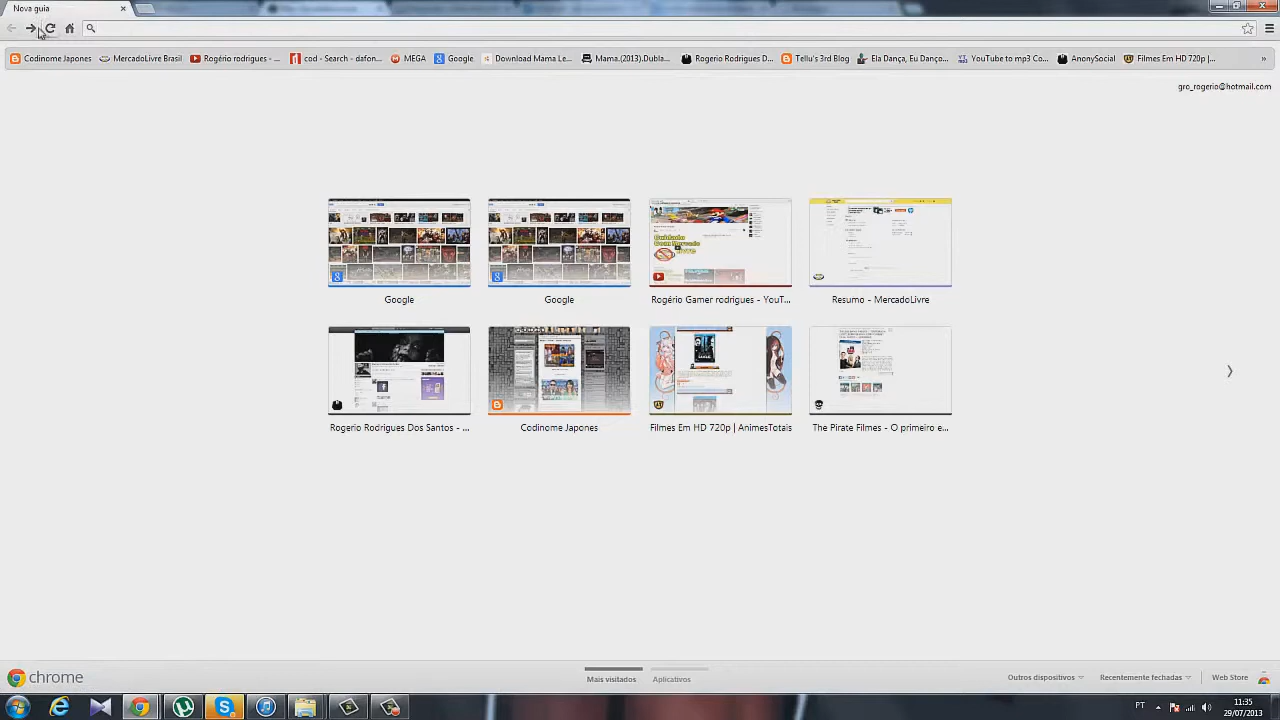 Nova guia
Codinome Japones MercadoLivre Brasil Rogério rodrigues - ... cod - Search - dafon... MEGA Google Download Mama Le... Mama.(2013).Dubla... Rogerio Rodrigues D... Tellu's 3rd Blog Ela Dança, Eu Danço... YouTube to mp3 Co... AnonySocial Filmes Em HD 720p |... »
gro_rogerio@hotmail.com
Google Google Rogério Gamer rodrigues - YouT... Resumo - MercadoLivre
Rogerio Rodrigues Dos Santos - ... Codinome Japones Filmes Em HD 720p | AnimesTotais The Pirate Filmes - O primeiro e...
chrome Mais visitados Aplicativos Outros dispositivos Recentemente fechadas Web Store
PT 11:35
29/07/2013